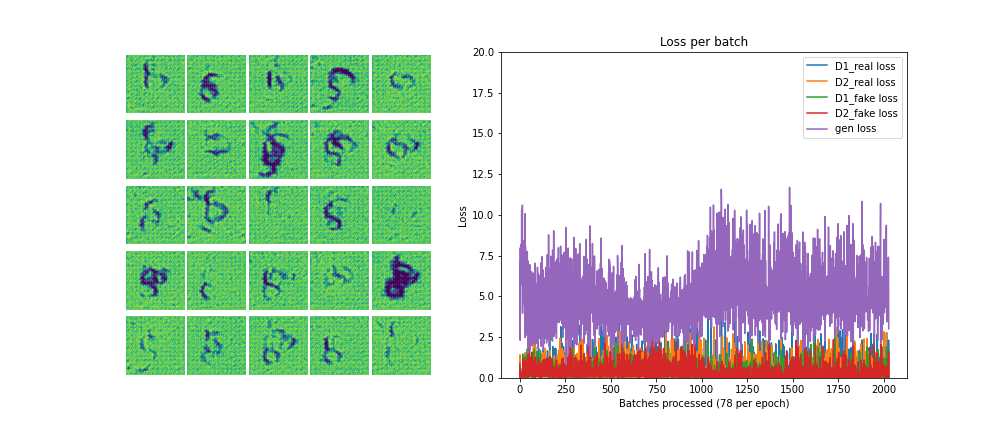 Loss per batch
20.0
17.5
15.0
12.5
10.0
7.5
5.0
2.5
0.0
Loss
D1_real loss
D2_real loss
D1_fake loss
D2_fake loss
gen loss
0 250 500 750 1000 1250 1500 1750 2000
Batches processed (78 per epoch)